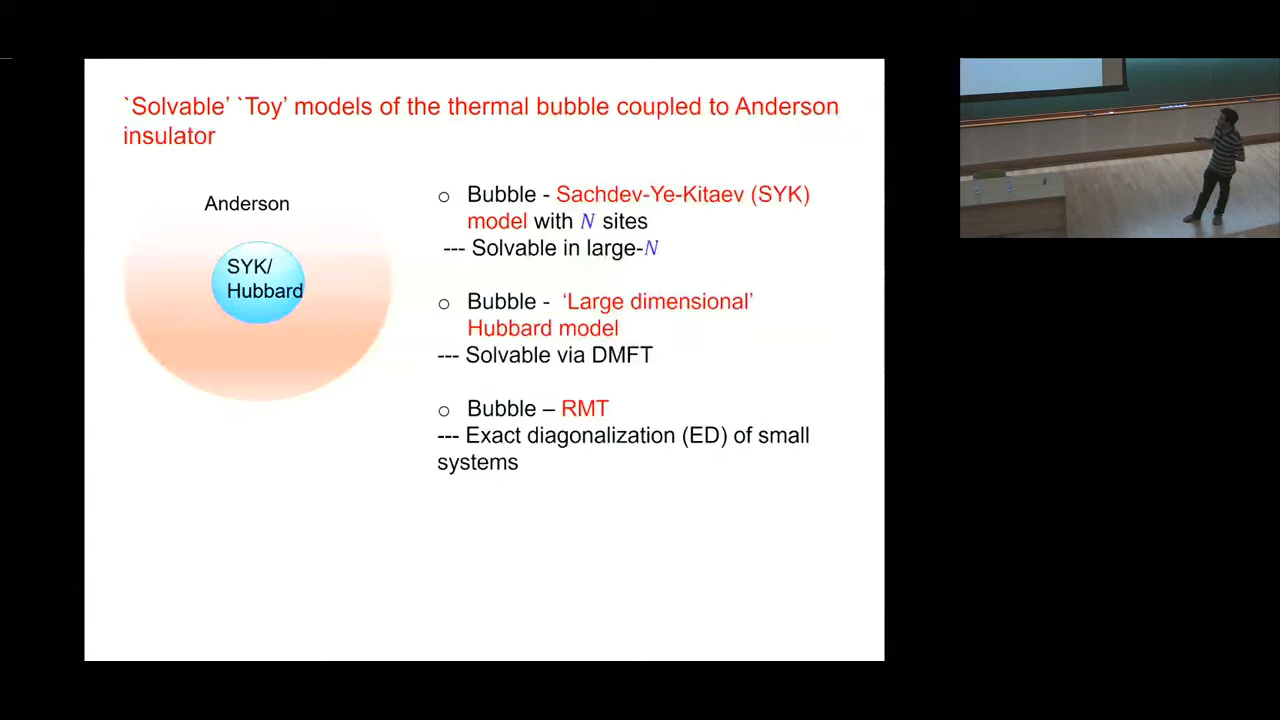 `Solvable' `Toy' models of the thermal bubble coupled to Anderson
insulator
Anderson
SYK/
Hubbard
o Bubble - Sachdev-Ye-Kitaev (SYK)
model with N sites
--- Solvable in large-N
o Bubble - 'Large dimensional'
Hubbard model
--- Solvable via DMFT
o Bubble – RMT
--- Exact diagonalization (ED) of small
systems